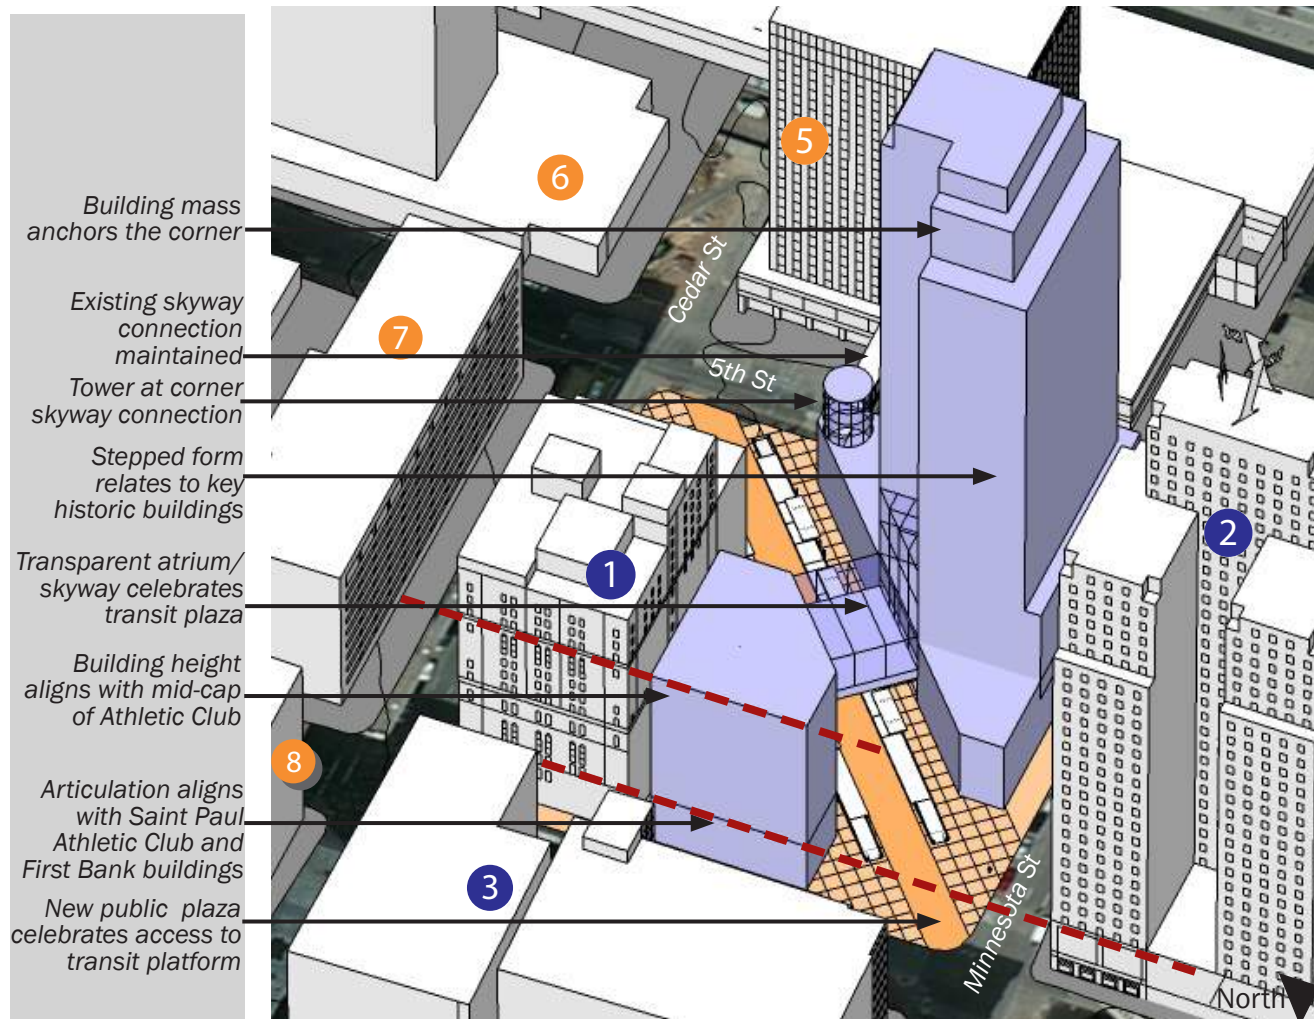 Building mass
anchors the corner
Existing skyway
connection
maintained
Tower at corner
skyway connection
Stepped form
relates to key
historic buildings
Transparent atrium/
skyway celebrates
transit plaza
Building height
aligns with mid-cap
of Athletic Club
Articulation aligns
with Saint Paul
Athletic Club and
First Bank buildings
New public plaza
celebrates access to
transit platform
5
6
Cedar St
7
5th St
2
1
8
3
Minnesota St
North